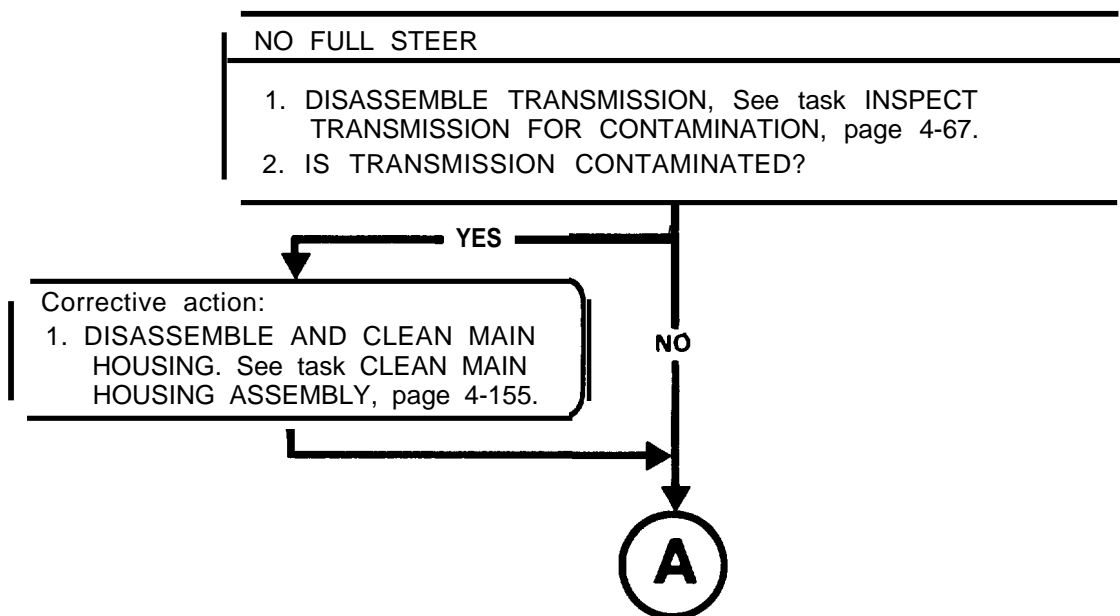 NO FULL STEER
1. DISASSEMBLE TRANSMISSION, See task INSPECT
TRANSMISSION FOR CONTAMINATION, page 4-67.
2. IS TRANSMISSION CONTAMINATED?
YES
Corrective action:
1. DISASSEMBLE AND CLEAN MAIN
HOUSING. See task CLEAN MAIN
HOUSING ASSEMBLY, page 4-155.
NO
A